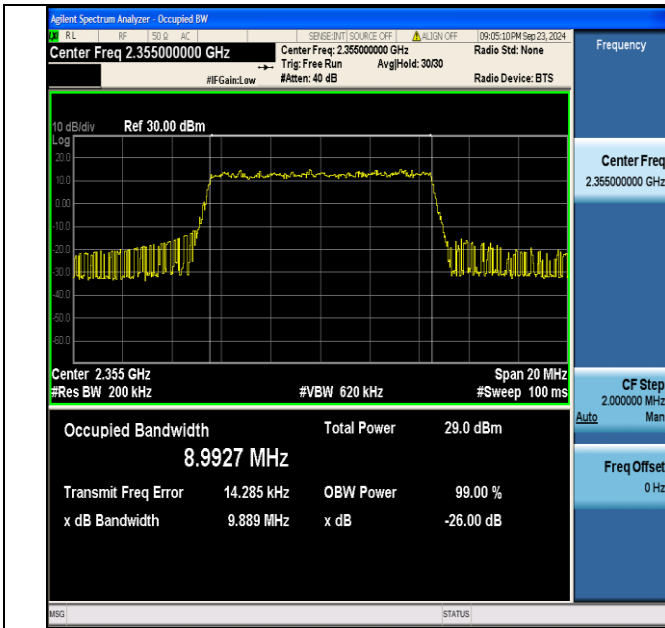 Agilent Spectrum Analyzer - Occupied BW
RL RF 50 Ω AC SENSE:INT SOURCE OFF ALIGN OFF 09:05:10 PM Sep 23, 2024
Center Freq 2.355000000 GHz
Center Freq: 2.355000000 GHz
Radio Std: None
Trig: Free Run Avg|Hold: 30/30
#IFGain:Low #Atten: 40 dB Radio Device: BTS
10 dB/div Ref 30.00 dBm
Log
20.0
10.0
0.00
-10.0
-20.0
-30.0
-40.0
-50.0
-60.0
Center 2.355 GHz Span 20 MHz
#Res BW 200 kHz #VBW 620 kHz #Sweep 100 ms
Occupied Bandwidth Total Power 29.0 dBm
8.9927 MHz
Transmit Freq Error 14.285 kHz OBW Power 99.00 %
x dB Bandwidth 9.889 MHz x dB -26.00 dB
MSG STATUS
Frequency
Center Freq
2.355000000 GHz
CF Step
2.000000 MHz
Auto Man
Freq Offset
0 Hz